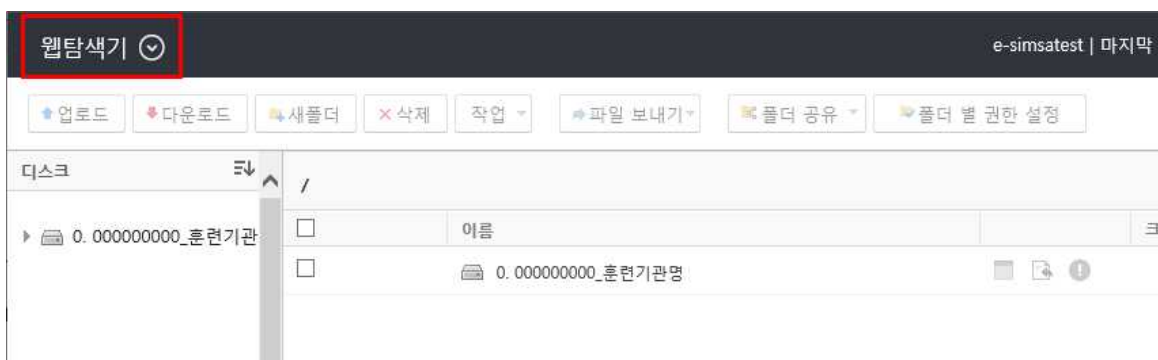 웹탐색기
e-simsatest | 마지막
업로드 다운로드 새폴더 삭제 작업 파일 보내기 폴더 공유 폴더 별 권한 설정
디스크
/
이름
0. 000000000_훈련기관
0. 000000000_훈련기관명